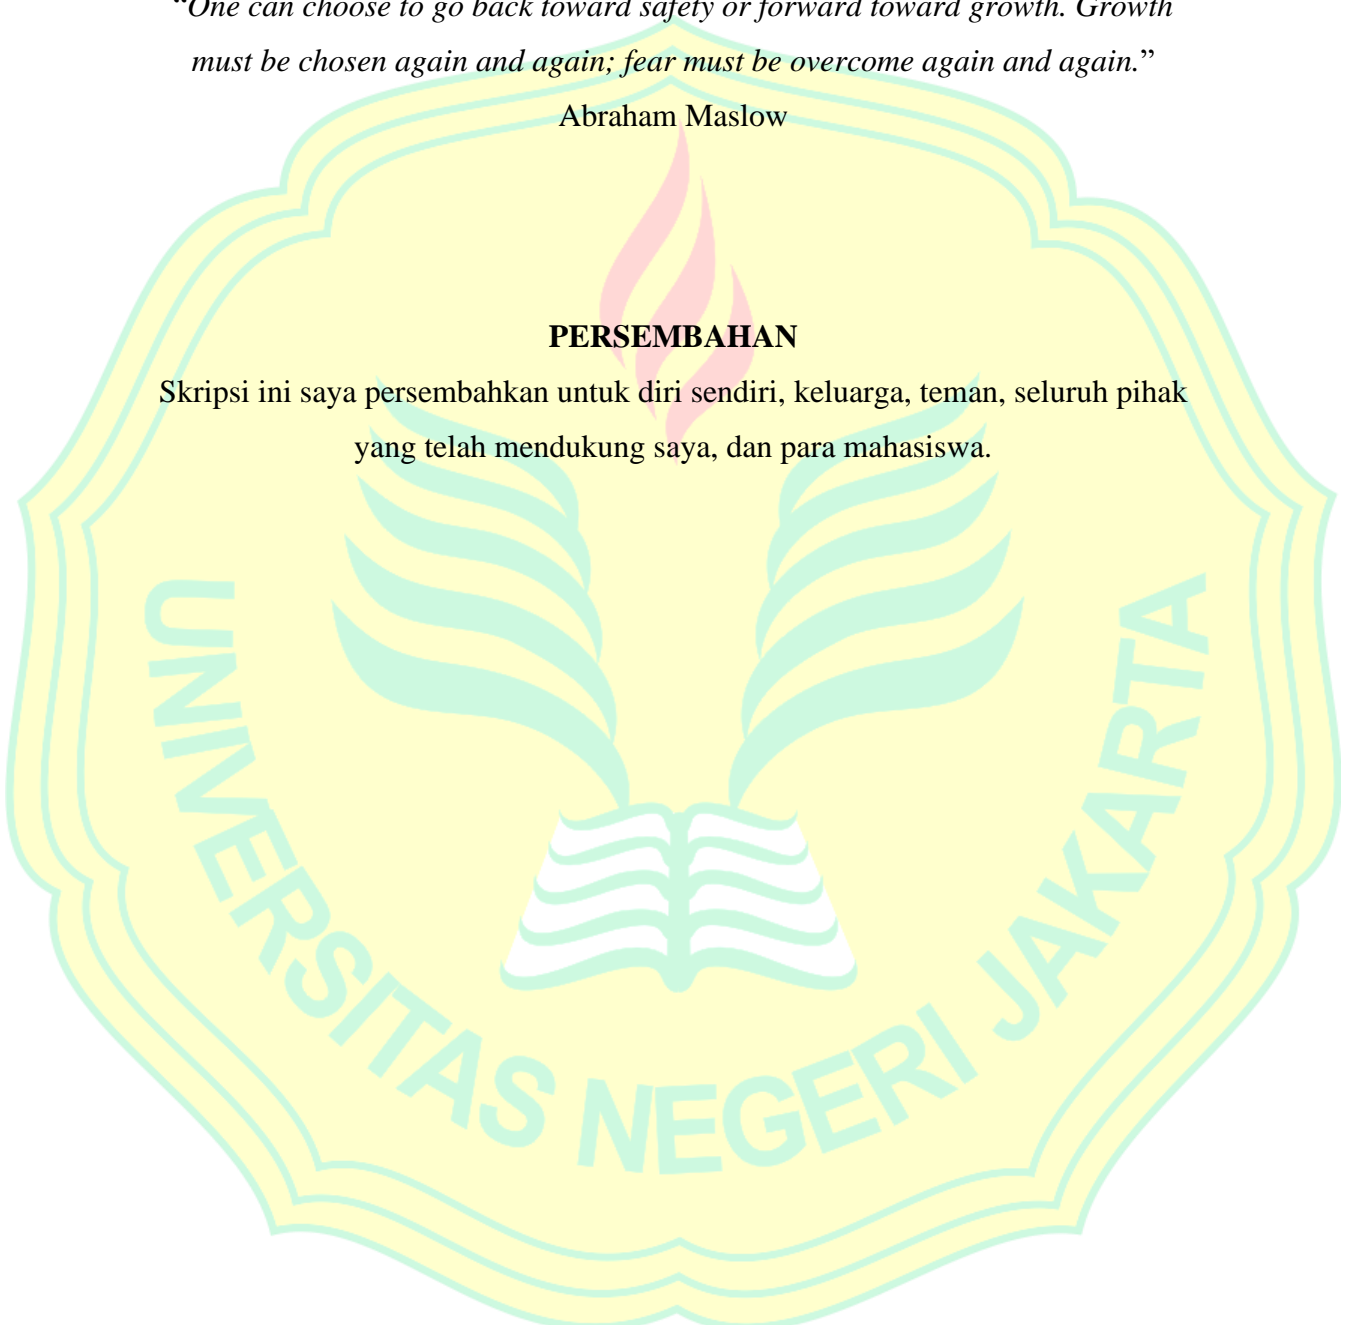 “One can choose to go back toward safety or forward toward growth. Growth
must be chosen again and again; fear must be overcome again and again.”
Abraham Maslow
PERSEMBAHAN
Skripsi ini saya persembahkan untuk diri sendiri, keluarga, teman, seluruh pihak
yang telah mendukung saya, dan para mahasiswa.
UNIVERSITAS NEGERI JAKARTA